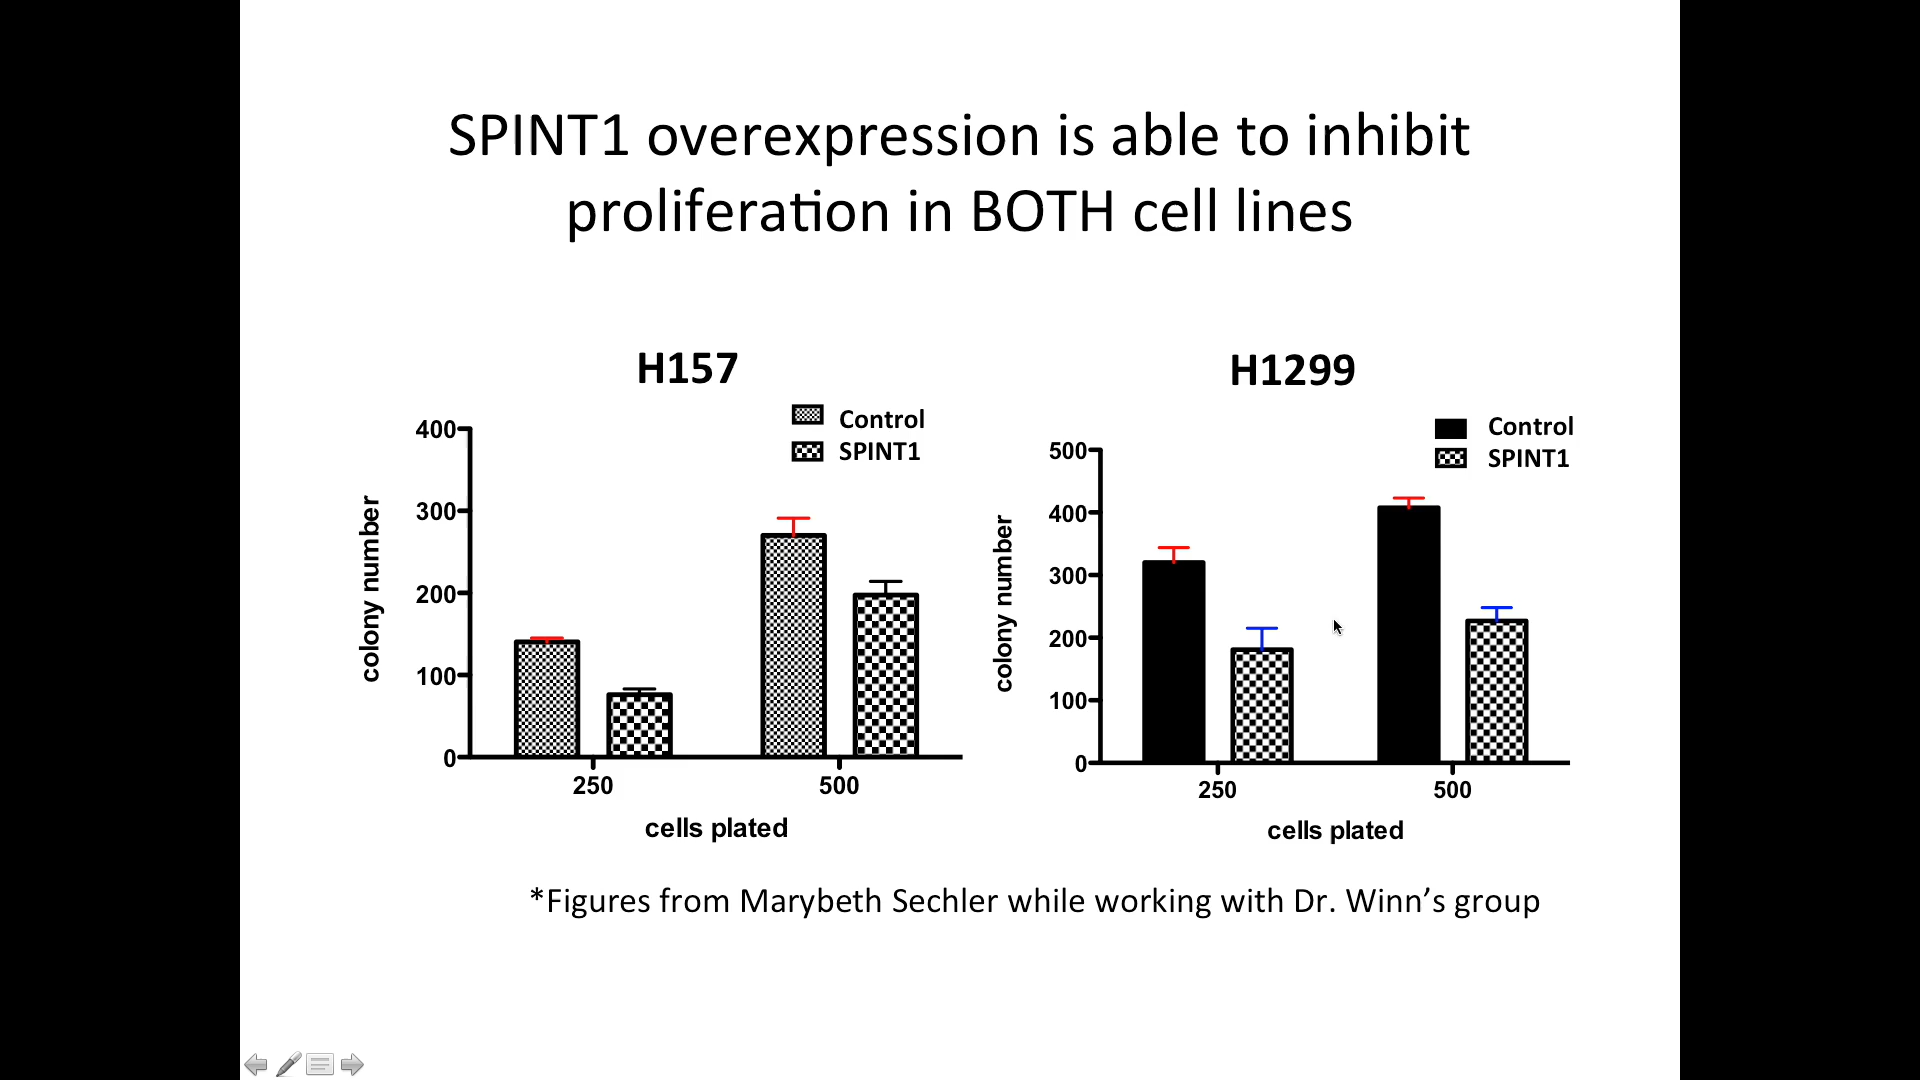 SPINT1 overexpression is able to inhibit
proliferation in BOTH cell lines
H157
Control
SPINT1
400
300
200
100
0
colony number
250
500
cells plated
H1299
Control
SPINT1
500
400
300
200
100
0
colony number
250
500
cells plated
*Figures from Marybeth Sechler while working with Dr. Winn’s group